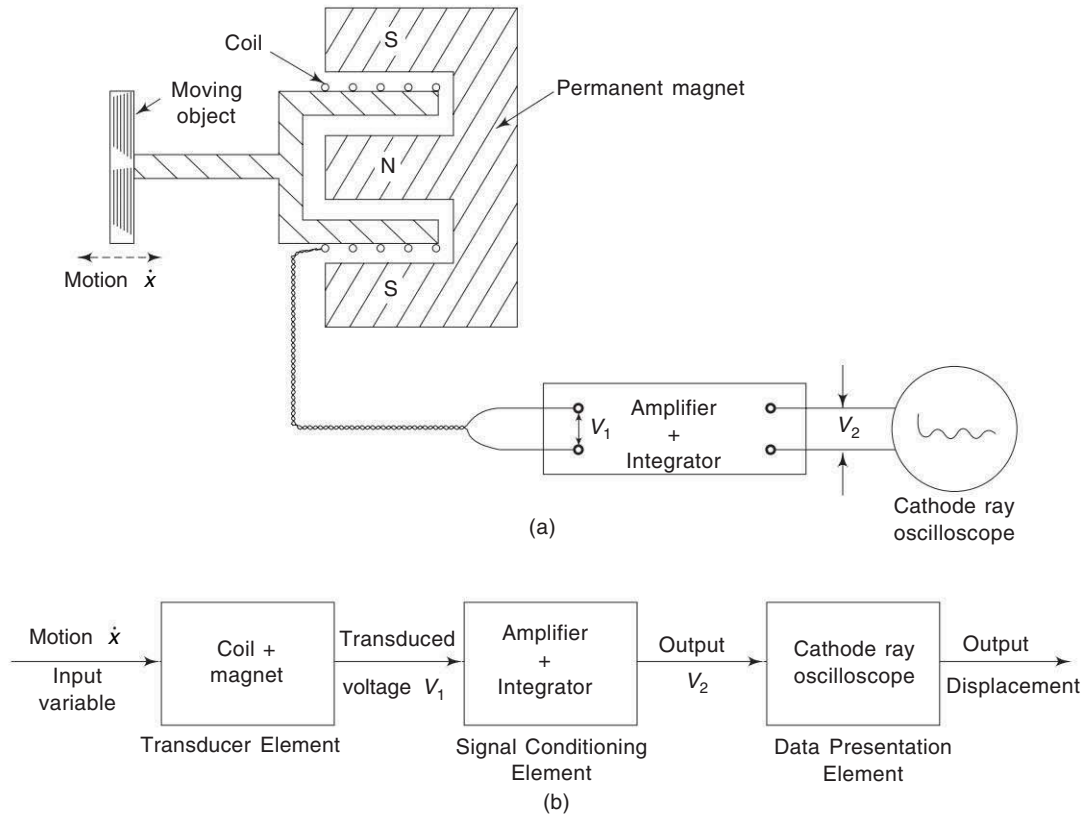 S
Coil
Permanent magnet
Moving
object
N
Motion ẋ
S
Amplifier
+
Integrator
V1
V2
Cathode ray
oscilloscope
(a)
Motion ẋ
Input
variable
Coil +
magnet
Transducer Element
Transduced
voltage V1
Amplifier
+
Integrator
Signal Conditioning
Element
Output
V2
Cathode ray
oscilloscope
Data Presentation
Element
Output
Displacement
(b)